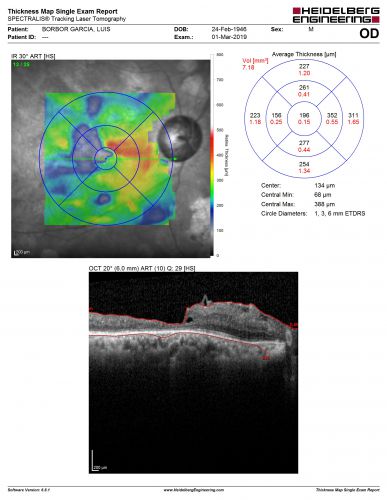 Thickness Map Single Exam Report
SPECTRALIS® Tracking Laser Tomography
HEIDELBERG
ENGINEERING
Patient: BORBOR GARCIA, LUIS DOB: 24-Feb-1946 Sex: M
Patient ID: --- Exam.: 01-Mar-2019
OD
IR 30° ART [HS]
13 / 25
200 µm
800
700
600
500
400
300
200
100
0
Retina Thickness [µm]
Average Thickness [µm]
Vol [mm³]
7.18
227
1.20
261
0.41
223 156 196 352 311
1.18 0.25 0.15 0.55 1.65
277
0.44
254
1.34
Center: 134 µm
Central Min: 68 µm
Central Max: 388 µm
Circle Diameters: 1, 3, 6 mm ETDRS
OCT 20° (6.0 mm) ART (10) Q: 29 [HS]
200 µm
Software Version: 6.0.1 www.HeidelbergEngineering.com Thickness Map Single Exam Report